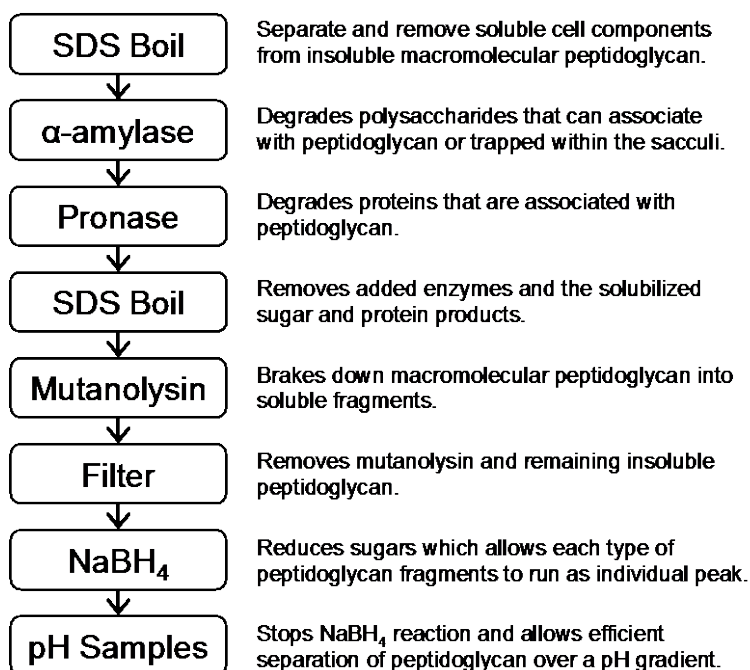 SDS Boil
Separate and remove soluble cell components
from insoluble macromolecular peptidoglycan.
α-amylase
Degrades polysaccharides that can associate
with peptidoglycan or trapped within the sacculi.
Pronase
Degrades proteins that are associated with
peptidoglycan.
SDS Boil
Removes added enzymes and the solubilized
sugar and protein products.
Mutanolysin
Brakes down macromolecular peptidoglycan into
soluble fragments.
Filter
Removes mutanolysin and remaining insoluble
peptidoglycan.
NaBH₄
Reduces sugars which allows each type of
peptidoglycan fragments to run as individual peak.
pH Samples
Stops NaBH₄ reaction and allows efficient
separation of peptidoglycan over a pH gradient.